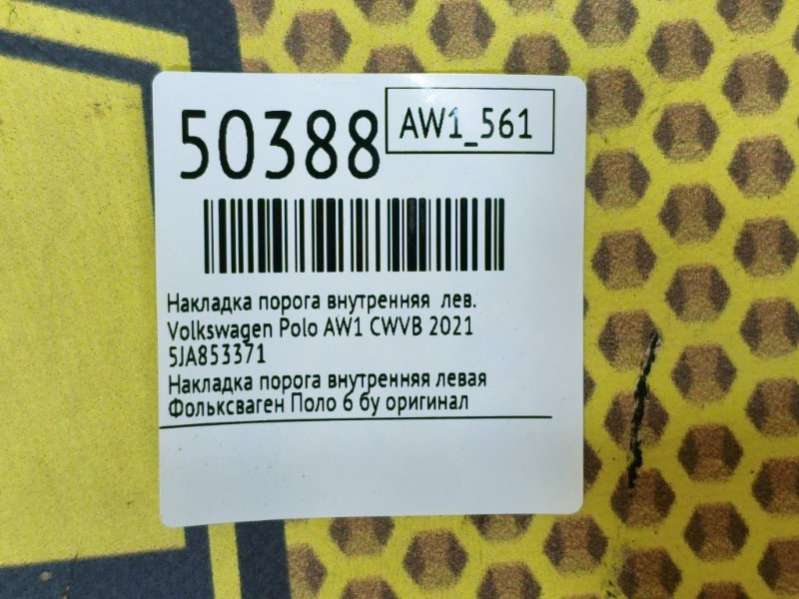 50388
AW1_561
Накладка порога внутренняя лев.
Volkswagen Polo AW1 CWVB 2021
5JA853371
Накладка порога внутренняя левая
Фольксваген Поло 6 бу оригинал